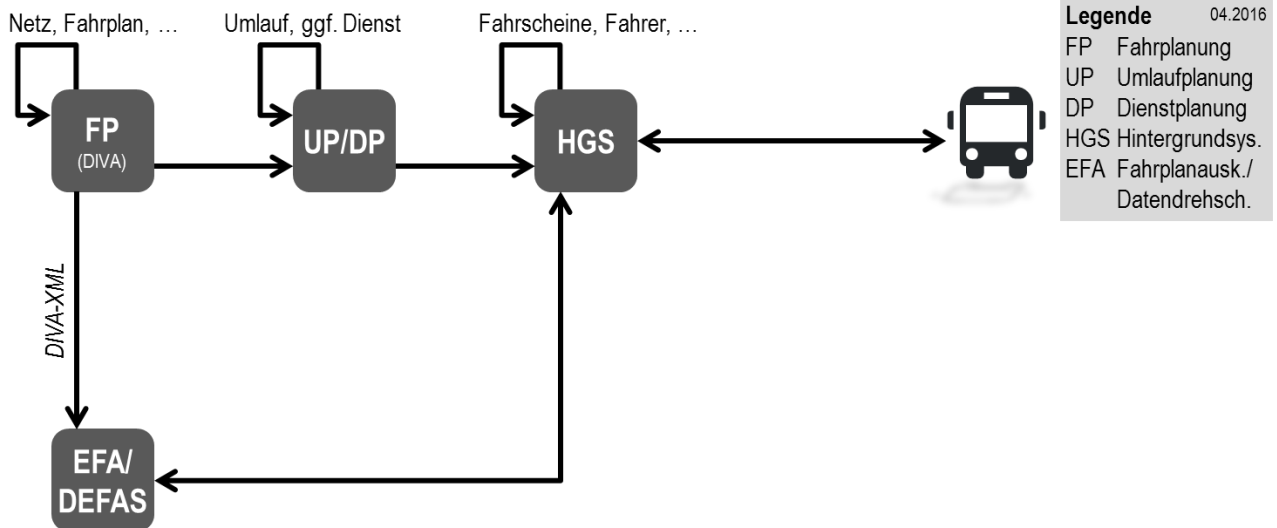 Netz, Fahrplan, …
Umlauf, ggf. Dienst
Fahrscheine, Fahrer, …
Legende 04.2016
FP Fahrplanung
UP Umlaufplanung
DP Dienstplanung
HGS Hintergrundsys.
EFA Fahrplanausk./
Datendrehsch.
FP
(DIVA)
UP/DP
HGS
DIVA-XML
EFA/
DEFAS